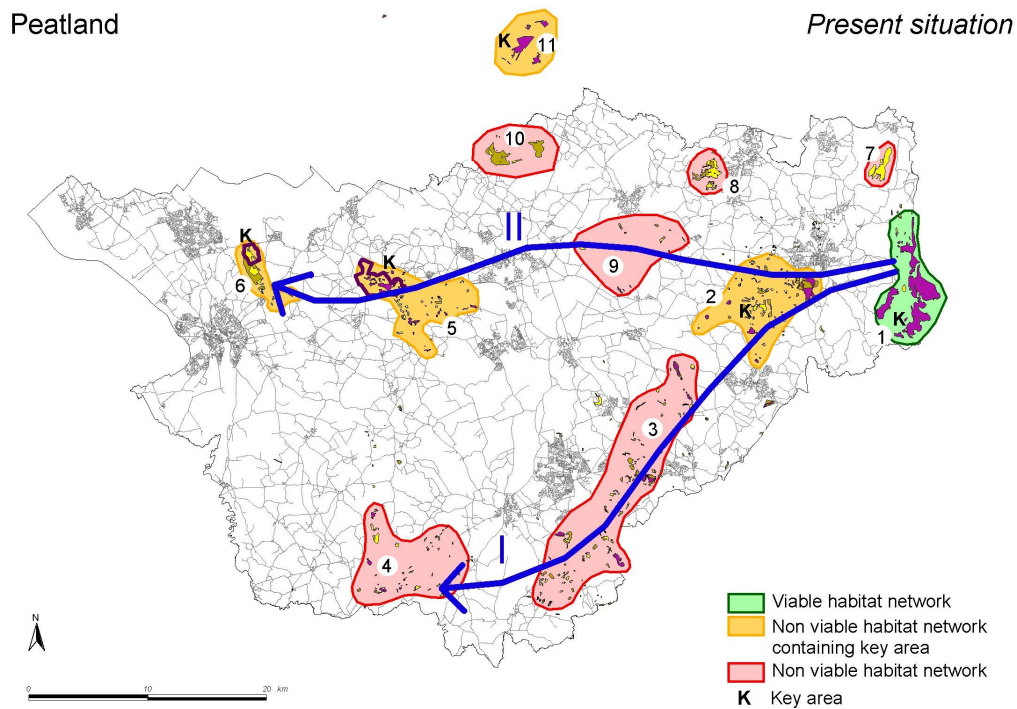 Peatland
Present situation
K
11
10
7
8
II
K
K
9
2
6
K
5
K
1
3
I
4
N
0 10 20 km
Viable habitat network
Non viable habitat network
containing key area
Non viable habitat network
K Key area